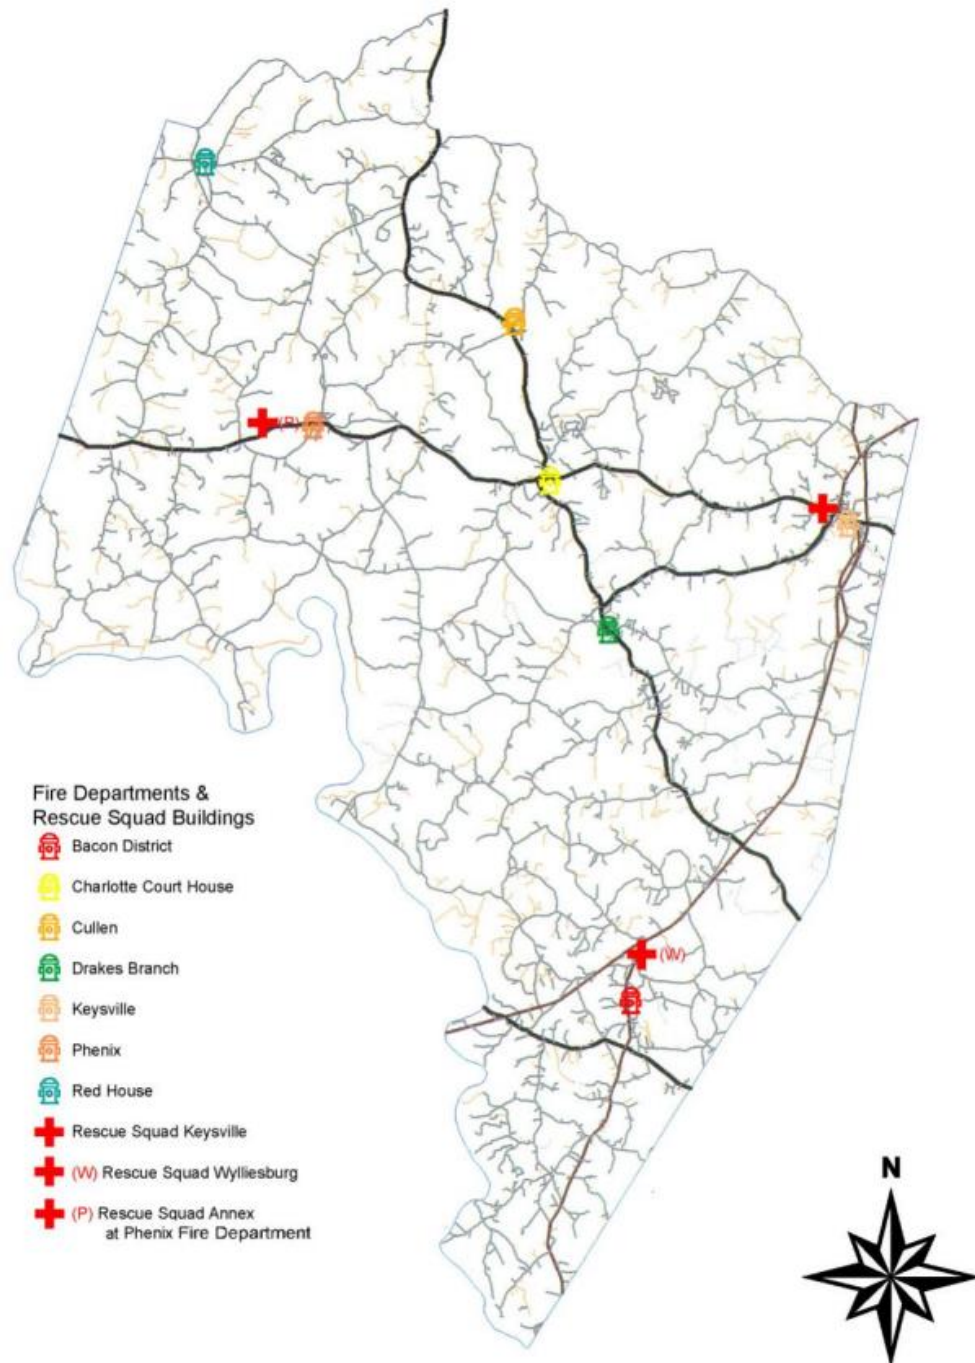 (P)
(W)
Fire Departments &
Rescue Squad Buildings
Bacon District
Charlotte Court House
Cullen
Drakes Branch
Keysville
Phenix
Red House
Rescue Squad Keysville
(W) Rescue Squad Wylliesburg
(P) Rescue Squad Annex
at Phenix Fire Department
N